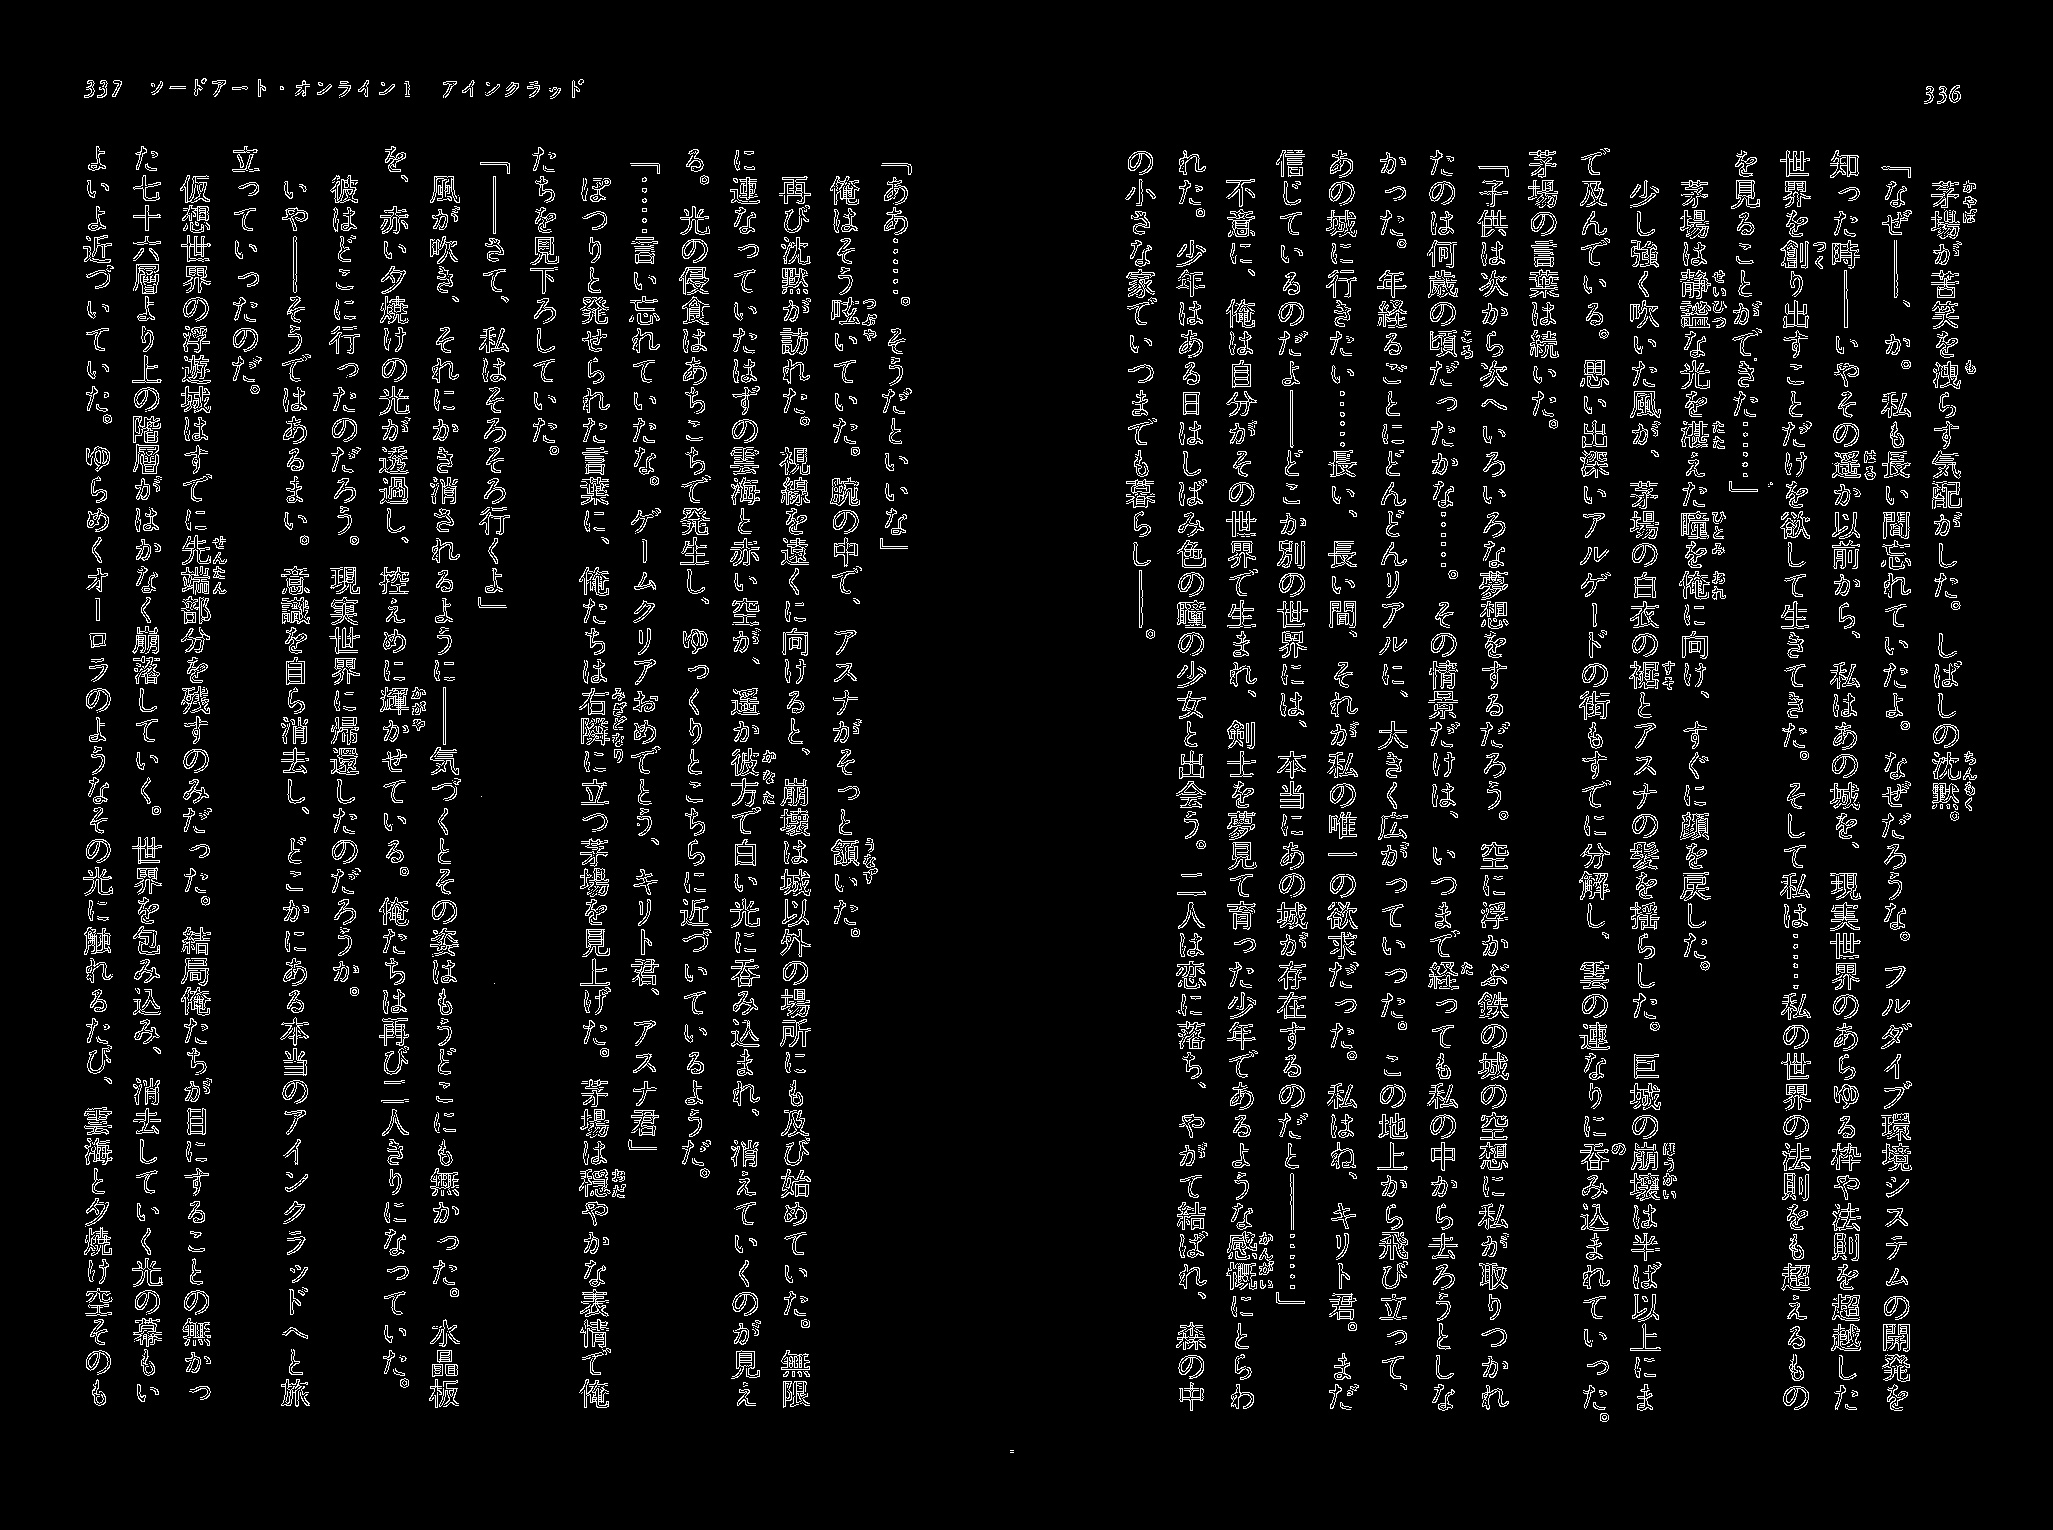 336
茅場が苦笑を洩らす気配がした。しばしの沈黙。
「なぜ――、か。私も長い間忘れていたよ。なぜだろうな。フルダイブ環境システムの開発を
知った時――いやその遥か以前から、私はあの城を、現実世界のあらゆる枠や法則を超越した
世界を創り出すことだけを欲して生きてきた。そして私は……私の世界の法則をも超えるもの
を見ることができた……」
茅場は静謐な光を湛えた瞳を俺に向け、すぐに顔を戻した。
少し強く吹いた風が、茅場の白衣の裾とアスナの髪を揺らした。巨城の崩壊は半ば以上にま
で及んでいる。思い出深いアルゲードの街もすでに分解し、雲の連なりに呑み込まれていった。
茅場の言葉は続いた。
「子供は次から次へいろいろな夢想をするだろう。空に浮かぶ鉄の城の空想に私が取りつかれ
たのは何歳の頃だったかな……。その情景だけは、いつまで経っても私の中から去ろうとしな
かった。年経るごとにどんどんリアルに、大きく広がっていった。この地上から飛び立って、
あの城に行きたい……長い、長い間、それが私の唯一の欲求だった。私はね、キリト君。まだ
信じているのだよ――どこか別の世界には、本当にあの城が存在するのだと――……」
不意に、俺は自分がその世界で生まれ、剣士を夢見て育った少年であるような感慨にとらわ
れた。少年はある日はしばみ色の瞳の少女と出会う。二人は恋に落ち、やがて結ばれ、森の中
の小さな家でいつまでも暮らし――。
337　ソードアート・オンライン1　アインクラッド
「ああ……。そうだといいな」
俺はそう呟いていた。腕の中で、アスナがそっと頷いた。
再び沈黙が訪れた。視線を遠くに向けると、崩壊は城以外の場所にも及び始めていた。無限
に連なっていたはずの雲海と赤い空が、遥か彼方で白い光に呑み込まれ、消えていくのが見え
る。光の侵食はあちこちで発生し、ゆっくりとこちらに近づいているようだ。
「……言い忘れていたな。ゲームクリアおめでとう、キリト君、アスナ君」
ぽつりと発せられた言葉に、俺たちは右隣に立つ茅場を見上げた。茅場は穏やかな表情で俺
たちを見下ろしていた。
「――さて、私はそろそろ行くよ」
風が吹き、それにかき消されるように――気づくとその姿はもうどこにも無かった。水晶板
を、赤い夕焼けの光が透過し、控えめに輝かせている。俺たちは再び二人きりになっていた。
彼はどこに行ったのだろう。現実世界に帰還したのだろうか。
いや――そうではあるまい。意識を自ら消去し、どこかにある本当のアインクラッドへと旅
立っていったのだ。
仮想世界の浮遊城はすでに先端部分を残すのみだった。結局俺たちが目にすることの無かっ
た七十六層より上の階層がはかなく崩落していく。世界を包み込み、消去していく光の幕もい
よいよ近づいていた。ゆらめくオーロラのようなその光に触れるたび、雲海と夕焼け空そのも